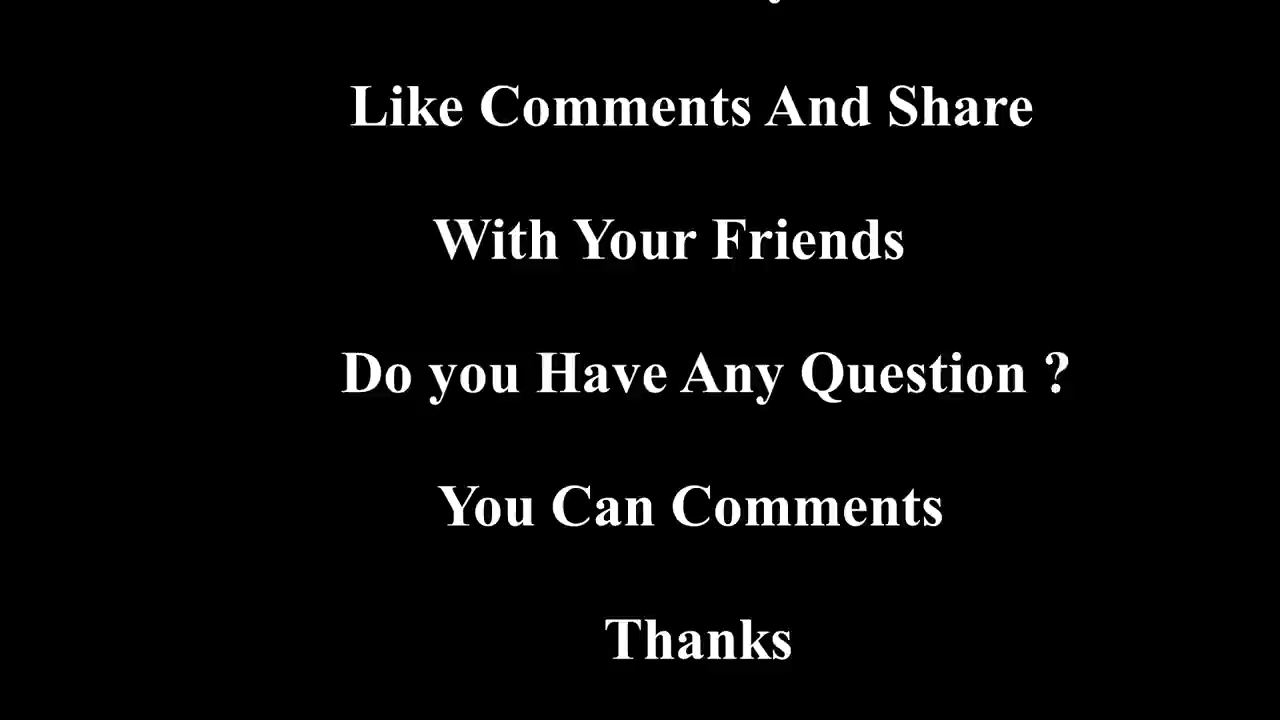 Like Comments And Share
With Your Friends
Do you Have Any Question ?
You Can Comments
Thanks